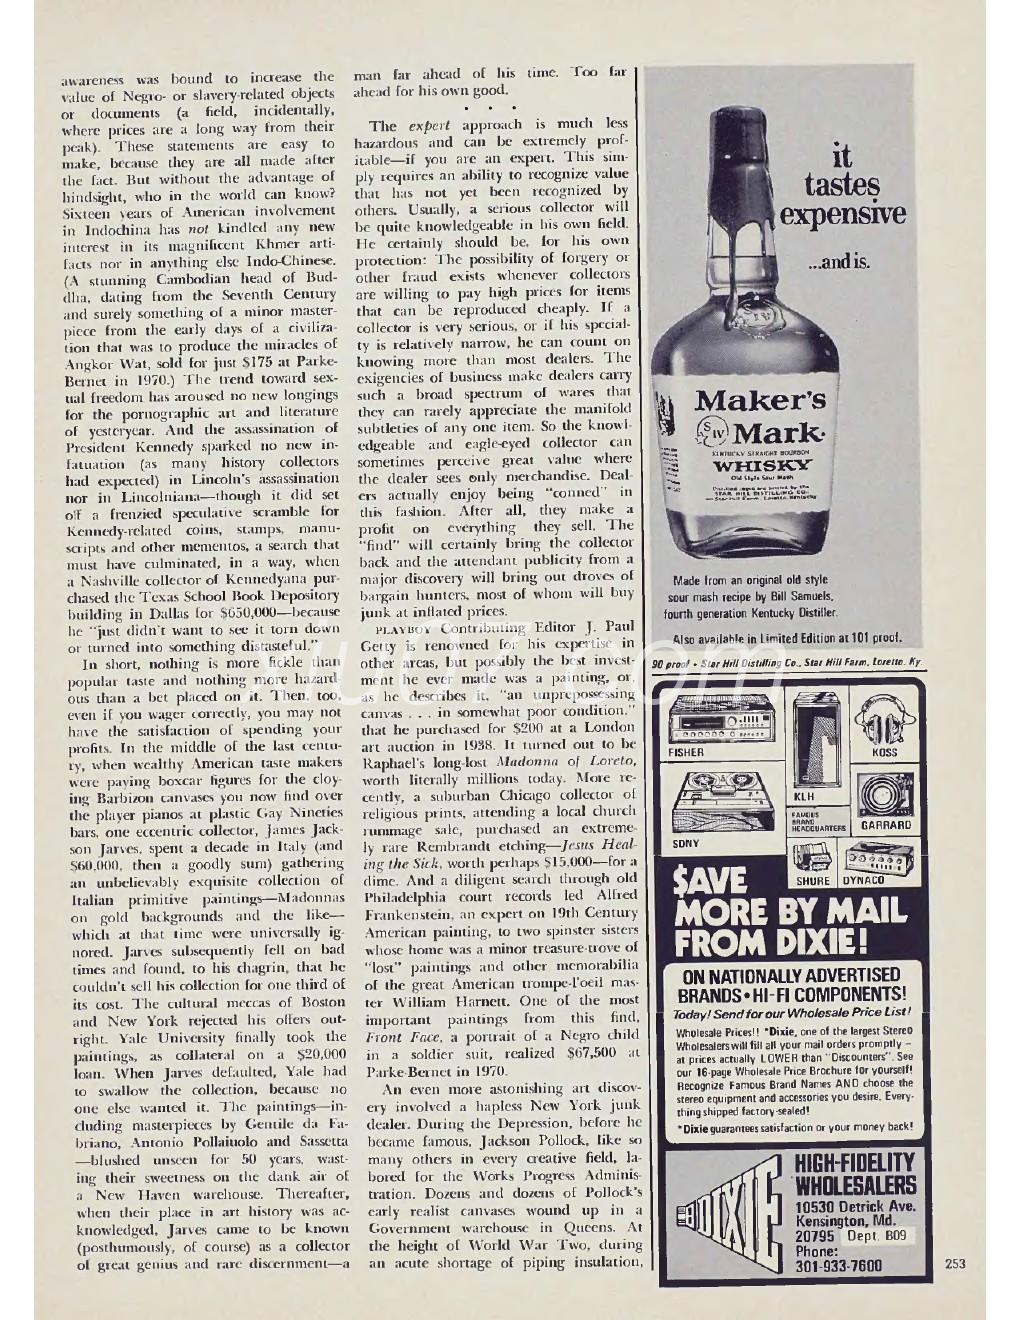 awareness was bound to increase the
value of Negro- or slavery-related objects
or documents (a field, incidentally,
where prices are a long way from their
peak). These statements are easy to
make, because they are all made after
the fact. But without the advantage of
hindsight, who in the world can know?
Sixteen years of American involvement
in Indochina has not kindled any new
interest in its magnificent Khmer arti-
facts nor in anything else Indo-Chinese.
(A stunning Cambodian head of Bud-
dha, dating from the Seventh Century
and surely something of a minor master-
piece from the early days of a civiliza-
tion that was to produce the miracles of
Angkor Wat, sold for just $175 at Parke-
Bernet in 1970.) The trend toward sex-
ual freedom has aroused no new longings
for the pornographic art and literature
of yesteryear. And the assassination of
President Kennedy sparked no new in-
fatuation (as many history collectors
had expected) in Lincoln's assassination
nor in Lincolniana—though it did set
off a frenzied speculative scramble for
Kennedy-related coins, stamps, manu-
scripts and other mementos, a search that
must have culminated, in a way, when
a Nashville collector of Kennedyana pur-
chased the Texas School Book Depository
building in Dallas for $650,000—because
he "just didn't want to see it torn down
or turned into something distasteful."
In short, nothing is more fickle than
popular taste and nothing more hazard-
ous than a bet placed on it. Then, too,
even if you wager correctly, you may not
have the satisfaction of spending your
profits. In the middle of the last centu-
ry, when wealthy American taste makers
were paying boxcar figures for the cloy-
ing Barbizon canvases you now find over
the player pianos at plastic Gay Nineties
bars, one eccentric collector, James Jack-
son Jarves, spent a decade in Italy (and
$60,000, then a goodly sum) gathering
an unbelievably exquisite collection of
Italian primitive paintings—Madonnas
on gold backgrounds and the like—
which at that time were universally ig-
nored. Jarves subsequently fell on bad
times and found, to his chagrin, that he
couldn't sell his collection for one third of
its cost. The cultural meccas of Boston
and New York rejected his offers out-
right. Yale University finally took the
paintings, as collateral on a $20,000
loan. When Jarves defaulted, Yale had
to swallow the collection, because no
one else wanted it. The paintings—in-
cluding masterpieces by Gentile da Fa-
briano, Antonio Pollaiuolo and Sassetta
—blushed unseen for 50 years, wast-
ing their sweetness on the dank air of
a New Haven warehouse. Thereafter,
when their place in art history was ac-
knowledged, Jarves came to be known
(posthumously, of course) as a collector
of great genius and rare discernment—a
man far ahead of his time. Too far
ahead for his own good.
• • •
The expert approach is much less
hazardous and can be extremely prof-
itable—if you are an expert. This sim-
ply requires an ability to recognize value
that has not yet been recognized by
others. Usually, a serious collector will
be quite knowledgeable in his own field.
He certainly should be, for his own
protection: The possibility of forgery or
other fraud exists whenever collectors
are willing to pay high prices for items
that can be reproduced cheaply. If a
collector is very serious, or if his special-
ty is relatively narrow, he can count on
knowing more than most dealers. The
exigencies of business make dealers carry
such a broad spectrum of wares that
they can rarely appreciate the manifold
subtleties of any one item. So the knowl-
edgeable and eagle-eyed collector can
sometimes perceive great value where
the dealer sees only merchandise. Deal-
ers actually enjoy being "conned" in
this fashion. After all, they make a
profit on everything they sell. The
"find" will certainly bring the collector
back and the attendant publicity from a
major discovery will bring out droves of
bargain hunters, most of whom will buy
junk at inflated prices.
PLAYBOY Contributing Editor J. Paul
Getty is renowned for his expertise in
other areas, but possibly the best invest-
ment he ever made was a painting, or,
as he describes it, "an unprepossessing
canvas . . . in somewhat poor condition,"
that he purchased for $200 at a London
art auction in 1938. It turned out to be
Raphael's long-lost Madonna of Loreto,
worth literally millions today. More re-
cently, a suburban Chicago collector of
religious prints, attending a local church
rummage sale, purchased an extreme-
ly rare Rembrandt etching—Jesus Heal-
ing the Sick, worth perhaps $15,000—for a
dime. And a diligent search through old
Philadelphia court records led Alfred
Frankenstein, an expert on 19th Century
American painting, to two spinster sisters
whose home was a minor treasure-trove of
"lost" paintings and other memorabilia
of the great American trompe-l'oeil mas-
ter William Harnett. One of the most
important paintings from this find,
Front Face, a portrait of a Negro child
in a soldier suit, realized $67,500 at
Parke-Bernet in 1970.
An even more astonishing art discov-
ery involved a hapless New York junk
dealer. During the Depression, before he
became famous, Jackson Pollock, like so
many others in every creative field, la-
bored for the Works Progress Adminis-
tration. Dozens and dozens of Pollock's
early realist canvases wound up in a
Government warehouse in Queens. At
the height of World War Two, during
an acute shortage of piping insulation,
it
tastes
expensive
...and is.
Maker's
SIV Mark
KENTUCKY STRAIGHT BOURBON
WHISKY
Old Style Sour Mash
STAR HILL DISTILLING CO.
Star Hill Farm, Loretto, Kentucky
Made from an original old style
sour mash recipe by Bill Samuels,
fourth generation Kentucky Distiller.
Also available in Limited Edition at 101 proof.
90 proof • Star Hill Distilling Co., Star Hill Farm, Loretto, Ky.
FISHER
KLH
KOSS
SONY
FAMOUS
BRAND
HEADQUARTERS
GARRARD
SHURE
DYNACO
$AVE
MORE BY MAIL
FROM DIXIE!
ON NATIONALLY ADVERTISED
BRANDS • HI-FI COMPONENTS!
Today! Send for our Wholesale Price List!
Wholesale Prices!! *Dixie, one of the largest Stereo
Wholesalers will fill all your mail orders promptly –
at prices actually LOWER than "Discounters". See
our 16-page Wholesale Price Brochure for yourself!
Recognize Famous Brand Names AND choose the
stereo equipment and accessories you desire. Every-
thing shipped factory-sealed!
*Dixie guarantees satisfaction or your money back!
DIXIE
HIGH-FIDELITY
WHOLESALERS
10530 Detrick Ave.
Kensington, Md.
20795 Dept. B09
Phone:
301-933-7600
253